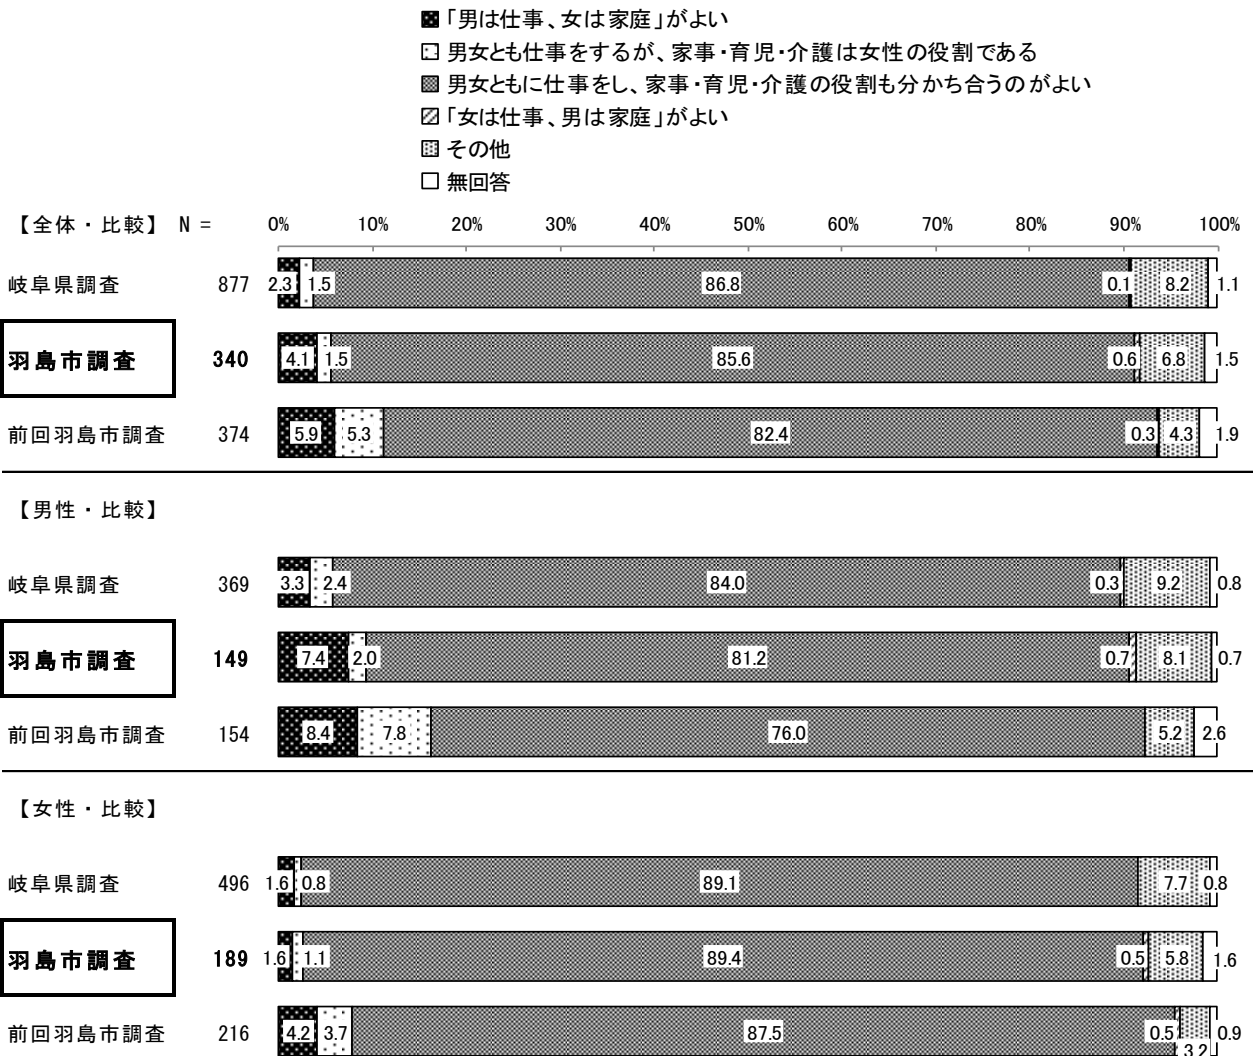 「男は仕事、女は家庭」がよい
男女とも仕事をするが、家事・育児・介護は女性の役割である
男女ともに仕事をし、家事・育児・介護の役割も分かち合うのがよい
「女は仕事、男は家庭」がよい
その他
無回答
【全体・比較】 N = 0% 10% 20% 30% 40% 50% 60% 70% 80% 90% 100%
岐阜県調査 877 2.3 1.5 86.8 0.1 8.2 1.1
羽島市調査 340 4.1 1.5 85.6 0.6 6.8 1.5
前回羽島市調査 374 5.9 5.3 82.4 0.3 4.3 1.9
【男性・比較】
岐阜県調査 369 3.3 2.4 84.0 0.3 9.2 0.8
羽島市調査 149 7.4 2.0 81.2 0.7 8.1 0.7
前回羽島市調査 154 8.4 7.8 76.0 5.2 2.6
【女性・比較】
岐阜県調査 496 1.6 0.8 89.1 7.7 0.8
羽島市調査 189 1.6 1.1 89.4 0.5 5.8 1.6
前回羽島市調査 216 4.2 3.7 87.5 0.5 3.2 0.9